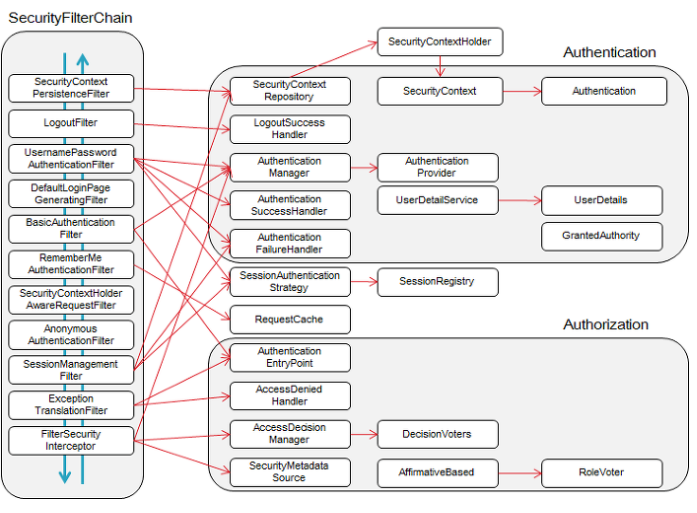 SecurityFilterChain
SecurityContext
PersistenceFilter
LogoutFilter
UsernamePassword
AuthenticationFilter
DefaultLoginPage
GeneratingFilter
BasicAuthentication
Filter
RememberMe
AuthenticationFilter
SecurityContextHolder
AwareRequestFilter
Anonymous
AuthenticationFilter
SessionManagement
Filter
Exception
TranslationFilter
FilterSecurity
Interceptor
SecurityContextHolder
Authentication
SecurityContext
Repository
SecurityContext
Authentication
LogoutSuccess
Handler
Authentication
Manager
Authentication
Provider
Authentication
SuccessHandler
UserDetailService
UserDetails
Authentication
FailureHandler
GrantedAuthority
SessionAuthentication
Strategy
SessionRegistry
RequestCache
Authorization
Authentication
EntryPoint
AccessDenied
Handler
AccessDecision
Manager
DecisionVoters
SecurityMetadata
Source
AffirmativeBased
RoleVoter